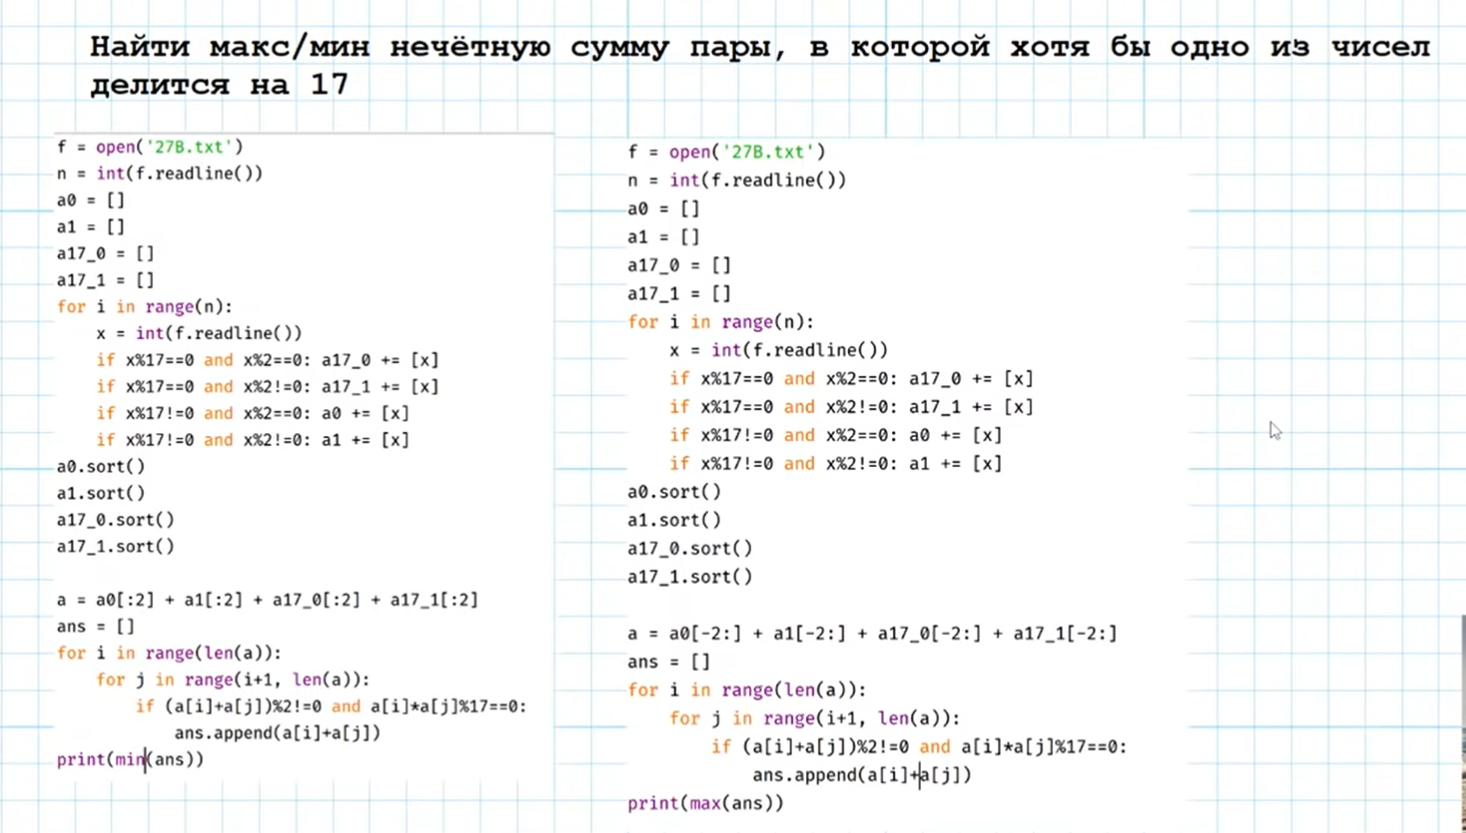 Найти макс/мин нечётную сумму пары, в которой хотя бы одно из чисел
делится на 17
f = open('27B.txt')
n = int(f.readline())
a0 = []
a1 = []
a17_0 = []
a17_1 = []
for i in range(n):
    x = int(f.readline())
    if x%17==0 and x%2==0: a17_0 += [x]
    if x%17==0 and x%2!=0: a17_1 += [x]
    if x%17!=0 and x%2==0: a0 += [x]
    if x%17!=0 and x%2!=0: a1 += [x]
a0.sort()
a1.sort()
a17_0.sort()
a17_1.sort()
a = a0[:2] + a1[:2] + a17_0[:2] + a17_1[:2]
ans = []
for i in range(len(a)):
    for j in range(i+1, len(a)):
        if (a[i]+a[j])%2!=0 and a[i]*a[j]%17==0:
            ans.append(a[i]+a[j])
print(min(ans))
f = open('27B.txt')
n = int(f.readline())
a0 = []
a1 = []
a17_0 = []
a17_1 = []
for i in range(n):
    x = int(f.readline())
    if x%17==0 and x%2==0: a17_0 += [x]
    if x%17==0 and x%2!=0: a17_1 += [x]
    if x%17!=0 and x%2==0: a0 += [x]
    if x%17!=0 and x%2!=0: a1 += [x]
a0.sort()
a1.sort()
a17_0.sort()
a17_1.sort()
a = a0[-2:] + a1[-2:] + a17_0[-2:] + a17_1[-2:]
ans = []
for i in range(len(a)):
    for j in range(i+1, len(a)):
        if (a[i]+a[j])%2!=0 and a[i]*a[j]%17==0:
            ans.append(a[i]+a[j])
print(max(ans))